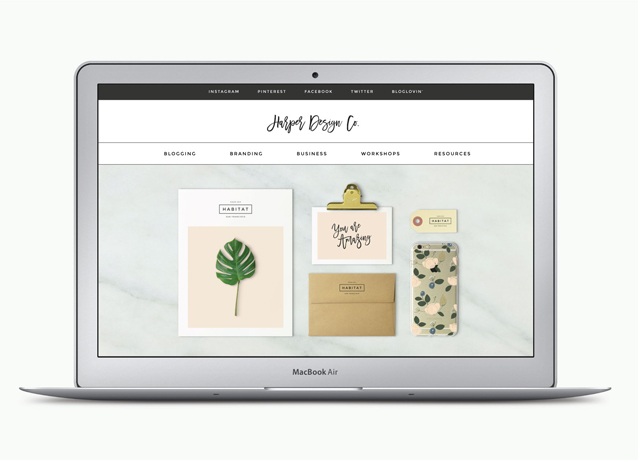 INSTAGRAM PINTEREST FACEBOOK TWITTER BLOGLOVIN'
Harper Design Co.
BLOGGING BRANDING BUSINESS WORKSHOPS RESOURCES
HABITAT
You are
Amazing
HABITAT
HABITAT
MacBook Air